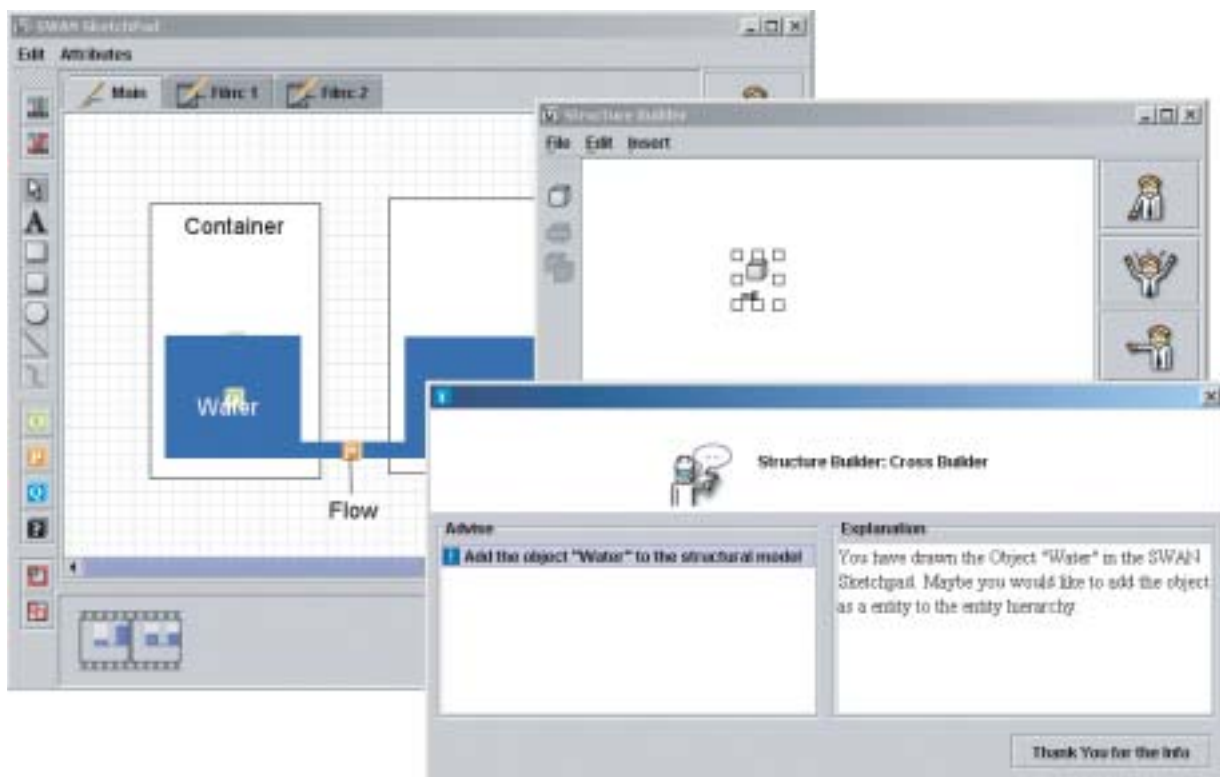 SWAN SketchPad
Edit Attributes
Main Filmc 1 Filmc 2
Container
Water
Flow
Structure Builder
File Edit Insert
Structure Builder: Cross Builder
Advise
Add the object "Water" to the structural model
Explanation
You have drawn the Object "Water" in the SWAN
Sketchpad. Maybe you would like to add the object
as a entity to the entity hierarchy
Thank You for the Info